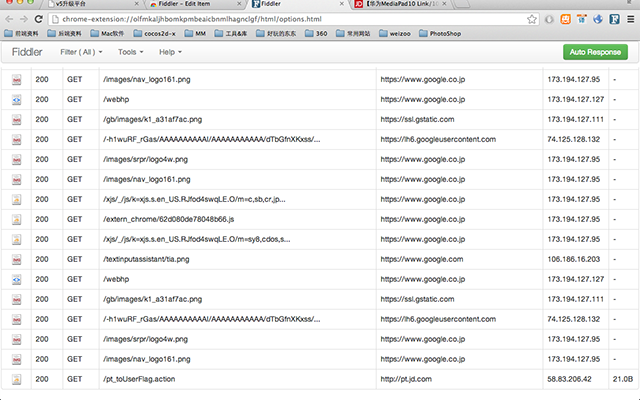 v5升级平台
Fiddler - Edit Item
Fiddler
【华为MediaPad10 Link/10
chrome-extension://olfmkaljhbomkpmbeaicbnmlhagnclgf/html/options.html
前端资料
后端资料
Mac软件
cocos2d-x
MM
工具&库
好玩的东东
360
常用网站
weizoo
PhotoShop
Fiddler Filter ( All ) Tools Help Auto Response
200 GET /images/nav_logo161.png https://www.google.co.jp 173.194.127.95 -
200 GET /webhp https://www.google.co.jp 173.194.127.127 -
200 GET /gb/images/k1_a31af7ac.png https://ssl.gstatic.com 173.194.127.111 -
200 GET /-h1wuRF_rGas/AAAAAAAAAAI/AAAAAAAAAAA/dTbGfnXKxss/... https://lh6.googleusercontent.com 74.125.128.132 -
200 GET /images/srpr/logo4w.png https://www.google.co.jp 173.194.127.95 -
200 GET /images/nav_logo161.png https://www.google.co.jp 173.194.127.95 -
200 GET /xjs/_/js/k=xjs.s.en_US.RJfod4swqLE.O/m=c,sb,cr,jp... https://www.google.co.jp 173.194.127.95 -
200 GET /extern_chrome/62d080de78048b66.js https://www.google.co.jp 173.194.127.95 -
200 GET /xjs/_/js/k=xjs.s.en_US.RJfod4swqLE.O/m=sy8,cdos,s... https://www.google.co.jp 173.194.127.95 -
200 GET /textinputassistant/tia.png https://www.google.com 106.186.16.203 -
200 GET /webhp https://www.google.co.jp 173.194.127.127 -
200 GET /gb/images/k1_a31af7ac.png https://ssl.gstatic.com 173.194.127.111 -
200 GET /-h1wuRF_rGas/AAAAAAAAAAI/AAAAAAAAAAA/dTbGfnXKxss/... https://lh6.googleusercontent.com 74.125.128.132 -
200 GET /images/srpr/logo4w.png https://www.google.co.jp 173.194.127.95 -
200 GET /images/nav_logo161.png https://www.google.co.jp 173.194.127.95 -
200 GET /pt_toUserFlag.action http://pt.jd.com 58.83.206.42 21.0B